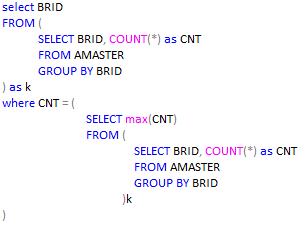 select BRID
FROM (
SELECT BRID, COUNT(*) as CNT
FROM AMASTER
GROUP BY BRID
) as k
where CNT = (
SELECT max(CNT)
FROM (
SELECT BRID, COUNT(*) as CNT
FROM AMASTER
GROUP BY BRID
)k
)